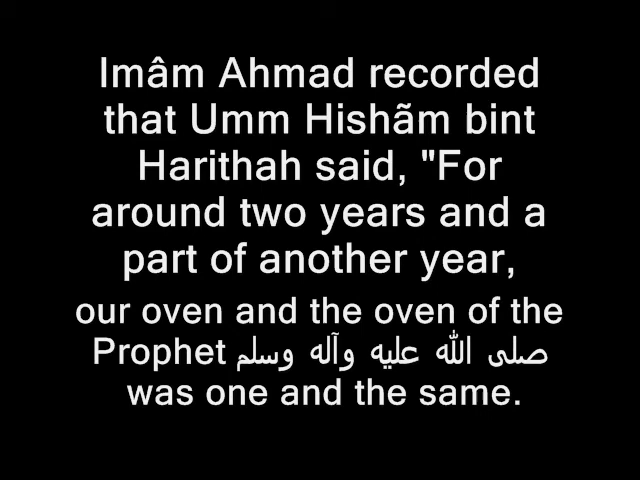 Imâm Ahmad recorded
that Umm Hishãm bint
Harithah said, "For
around two years and a
part of another year,
our oven and the oven of the
Prophet صلى الله عليه وآله وسلم
was one and the same.